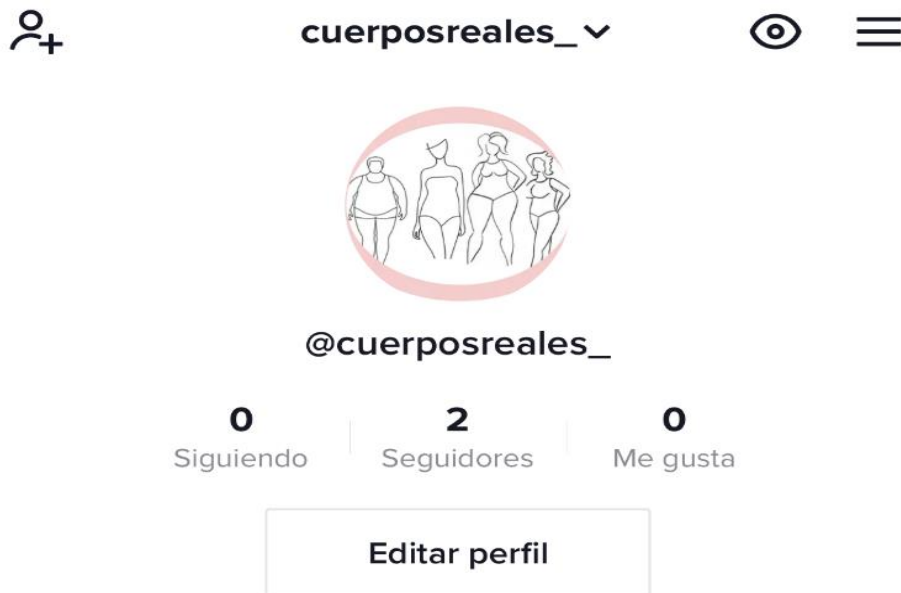 cuerposreales_
@cuerposreales_
0 2 0
Siguiendo Seguidores Me gusta
Editar perfil